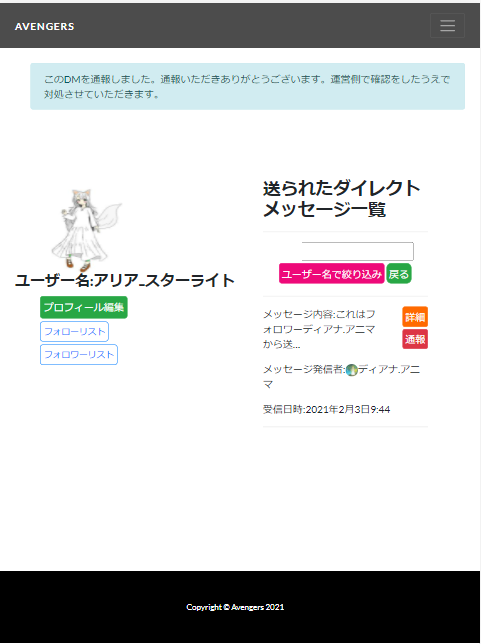 AVENGERS
このDMを通報しました。通報いただきありがとうございます。運営側で確認をしたうえで
対処させていただきます。
ユーザー名:アリア_スターライト
プロフィール編集
フォローリスト
フォロワーリスト
送られたダイレクト
メッセージ一覧
ユーザー名で絞り込み 戻る
メッセージ内容:これはフ
ォロワーディアナ.アニマ
から送...
詳細
通報
メッセージ発信者:ディアナ.アニ
マ
受信日時:2021年2月3日9:44
Copyright © Avengers 2021